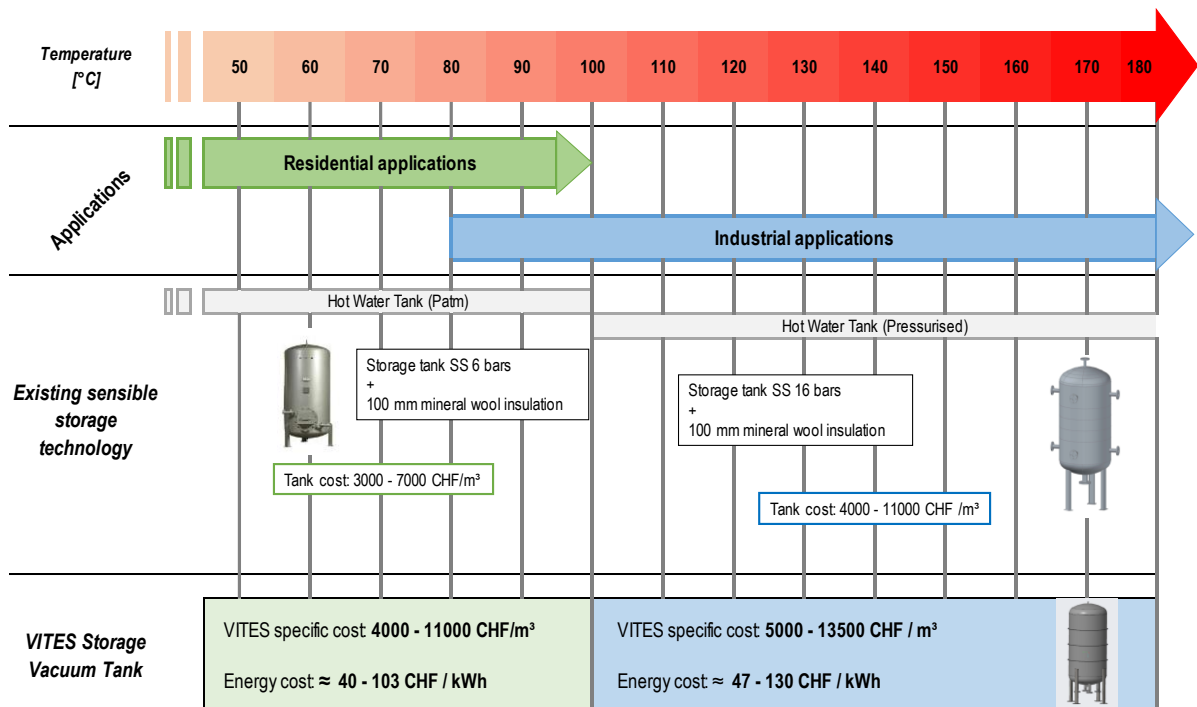 Temperature
[°C]
50 60 70 80 90 100 110 120 130 140 150 160 170 180
Applications
Residential applications
Industrial applications
Existing sensible
storage
technology
Hot Water Tank (Patm)
Hot Water Tank (Pressurised)
Storage tank SS 6 bars
+
100 mm mineral wool insulation
Storage tank SS 16 bars
+
100 mm mineral wool insulation
Tank cost: 3000 - 7000 CHF/m³
Tank cost: 4000 - 11000 CHF /m³
VITES Storage
Vacuum Tank
VITES specific cost: 4000 - 11000 CHF/m³
Energy cost: ≈ 40 - 103 CHF / kWh
VITES specific cost: 5000 - 13500 CHF / m³
Energy cost: ≈ 47 - 130 CHF / kWh